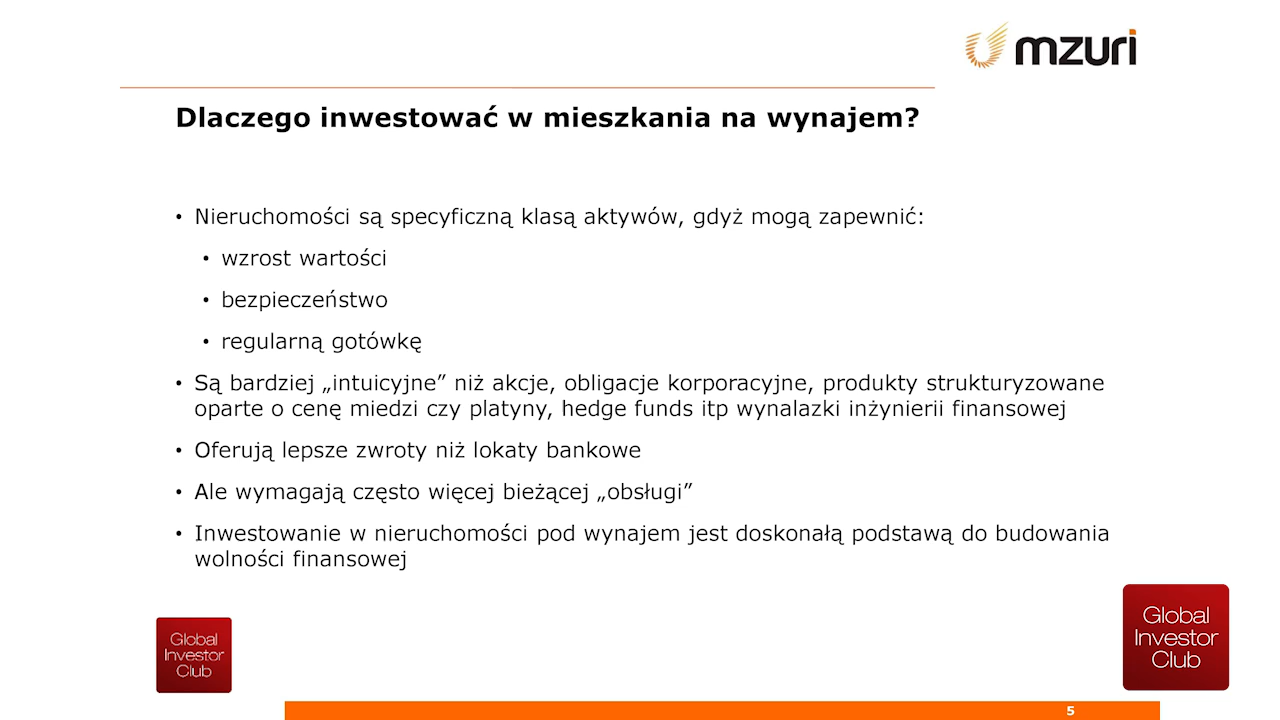 mzuri
Dlaczego inwestować w mieszkania na wynajem?
• Nieruchomości są specyficzną klasą aktywów, gdyż mogą zapewnić:
• wzrost wartości
• bezpieczeństwo
• regularną gotówkę
• Są bardziej „intuicyjne” niż akcje, obligacje korporacyjne, produkty strukturyzowane
oparte o cenę miedzi czy platyny, hedge funds itp wynalazki inżynierii finansowej
• Oferują lepsze zwroty niż lokaty bankowe
• Ale wymagają często więcej bieżącej „obsługi”
• Inwestowanie w nieruchomości pod wynajem jest doskonałą podstawą do budowania
wolności finansowej
Global
Investor
Club
Global
Investor
Club
5